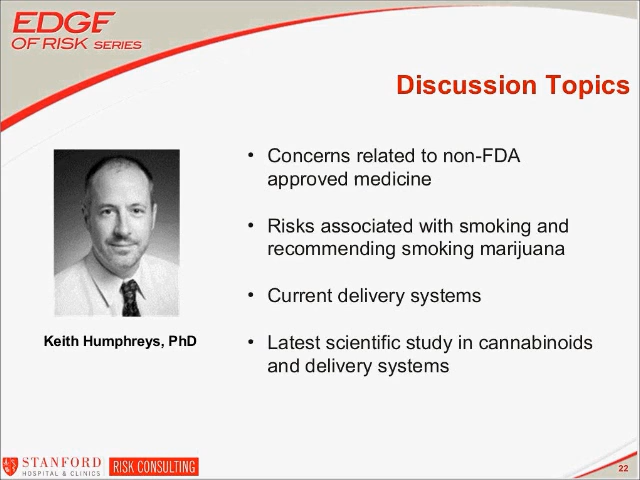 EDGE
OF RISK SERIES
Discussion Topics
• Concerns related to non-FDA
approved medicine
• Risks associated with smoking and
recommending smoking marijuana
• Current delivery systems
• Latest scientific study in cannabinoids
and delivery systems
Keith Humphreys, PhD
STANFORD
HOSPITAL & CLINICS
RISK CONSULTING
22